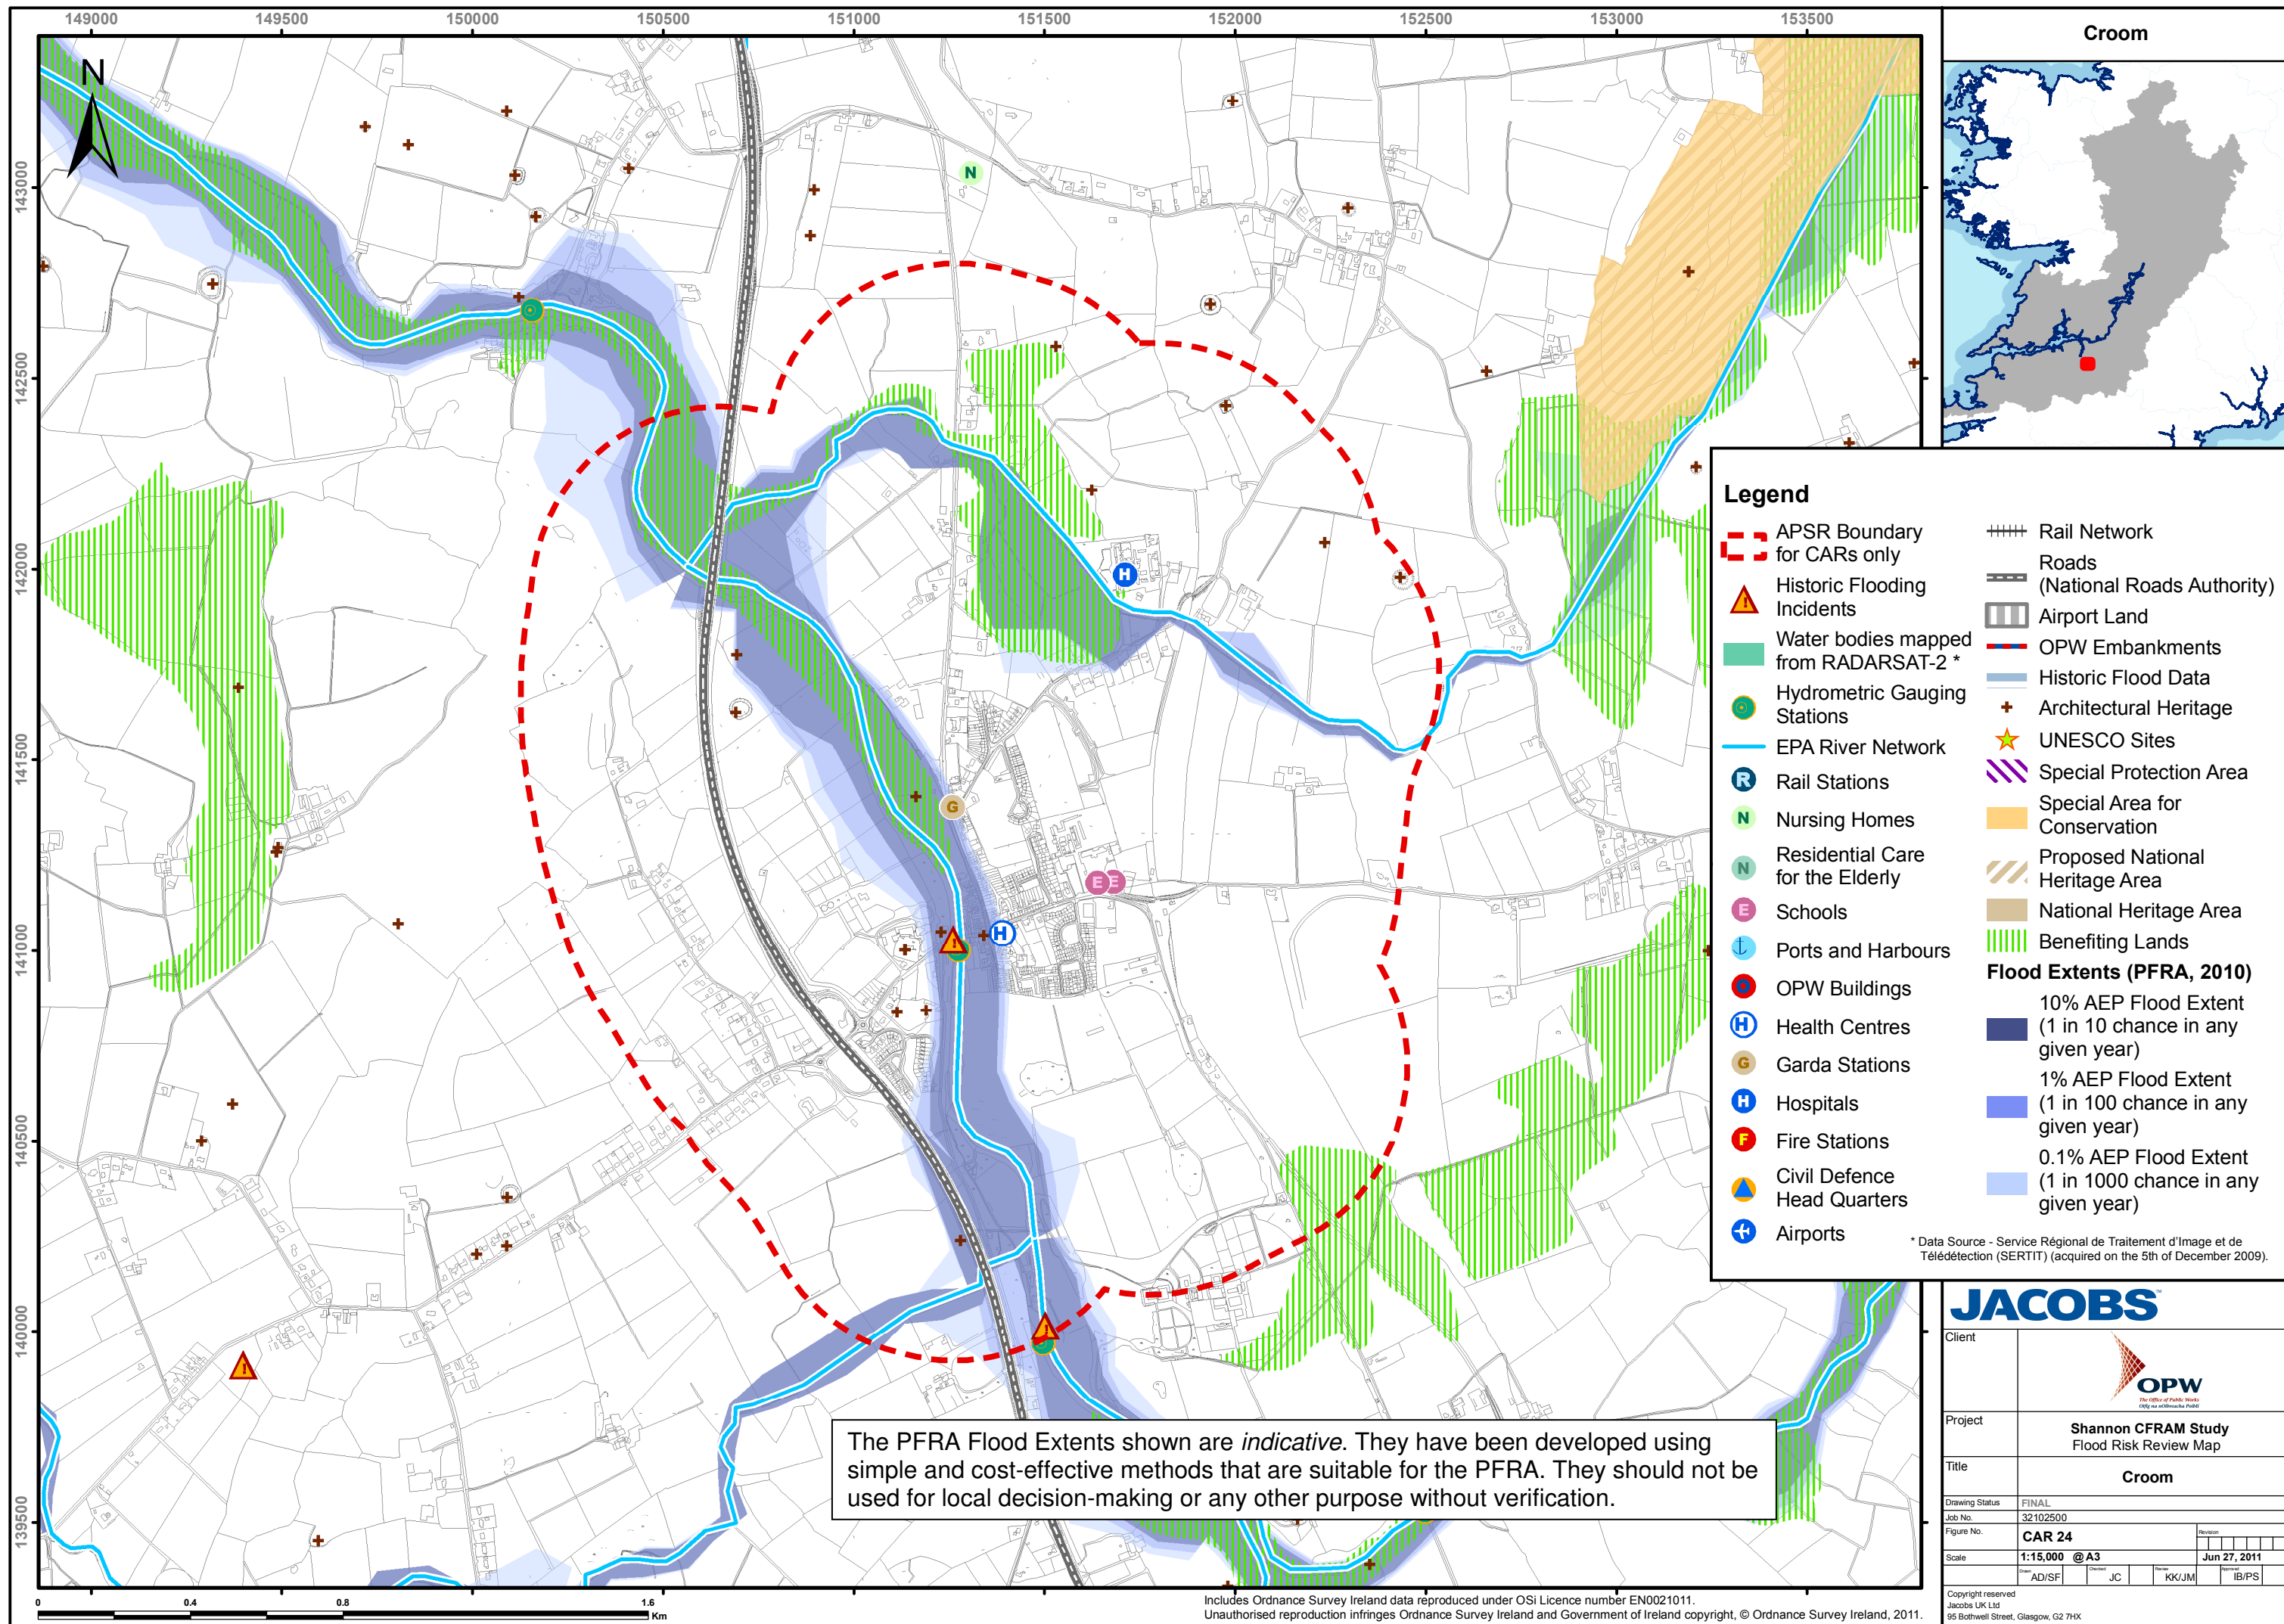 149000 149500 150000 150500 151000 151500 152000 152500 153000 153500
143000
142500
142000
141500
141000
140500
140000
139500
N
N
H
G
E E
H
Croom
Legend
APSR Boundary
for CARs only
Historic Flooding
Incidents
Water bodies mapped
from RADARSAT-2 *
Hydrometric Gauging
Stations
EPA River Network
R Rail Stations
N Nursing Homes
N Residential Care
for the Elderly
E Schools
Ports and Harbours
OPW Buildings
H Health Centres
G Garda Stations
H Hospitals
F Fire Stations
Civil Defence
Head Quarters
Airports
Rail Network
Roads
(National Roads Authority)
Airport Land
OPW Embankments
Historic Flood Data
Architectural Heritage
UNESCO Sites
Special Protection Area
Special Area for
Conservation
Proposed National
Heritage Area
National Heritage Area
Benefiting Lands
Flood Extents (PFRA, 2010)
10% AEP Flood Extent
(1 in 10 chance in any
given year)
1% AEP Flood Extent
(1 in 100 chance in any
given year)
0.1% AEP Flood Extent
(1 in 1000 chance in any
given year)
* Data Source - Service Régional de Traitement d'Image et de
Télédétection (SERTIT) (acquired on the 5th of December 2009).
The PFRA Flood Extents shown are indicative. They have been developed using
simple and cost-effective methods that are suitable for the PFRA. They should not be
used for local decision-making or any other purpose without verification.
JACOBS
Client
OPW
The Office of Public Works
Oifig na nOibreacha Poiblí
Project
Shannon CFRAM Study
Flood Risk Review Map
Title
Croom
Drawing Status FINAL
Job No. 32102500
Figure No. CAR 24 Revision
Scale 1:15,000 @ A3 Jun 27, 2011
Drawn AD/SF Checked JC Review KK/JM Approved IB/PS
Copyright reserved
Jacobs UK Ltd
95 Bothwell Street, Glasgow, G2 7HX
0 0.4 0.8 1.6
Km
Includes Ordnance Survey Ireland data reproduced under OSi Licence number EN0021011.
Unauthorised reproduction infringes Ordnance Survey Ireland and Government of Ireland copyright, © Ordnance Survey Ireland, 2011.